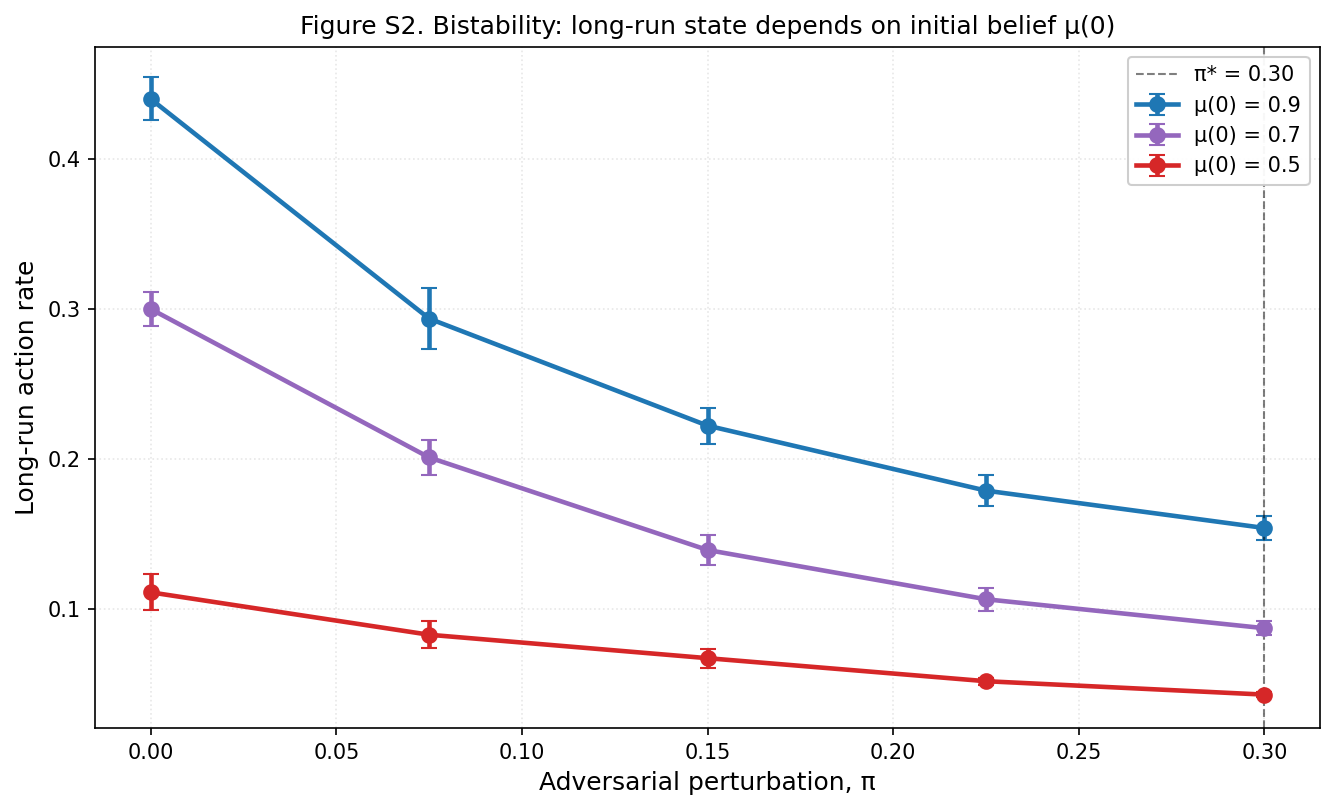 Figure S2. Bistability: long-run state depends on initial belief μ(0)
π* = 0.30
μ(0) = 0.9
μ(0) = 0.7
μ(0) = 0.5
Long-run action rate
0.4
0.3
0.2
0.1
0.00
0.05
0.10
0.15
0.20
0.25
0.30
Adversarial perturbation, π